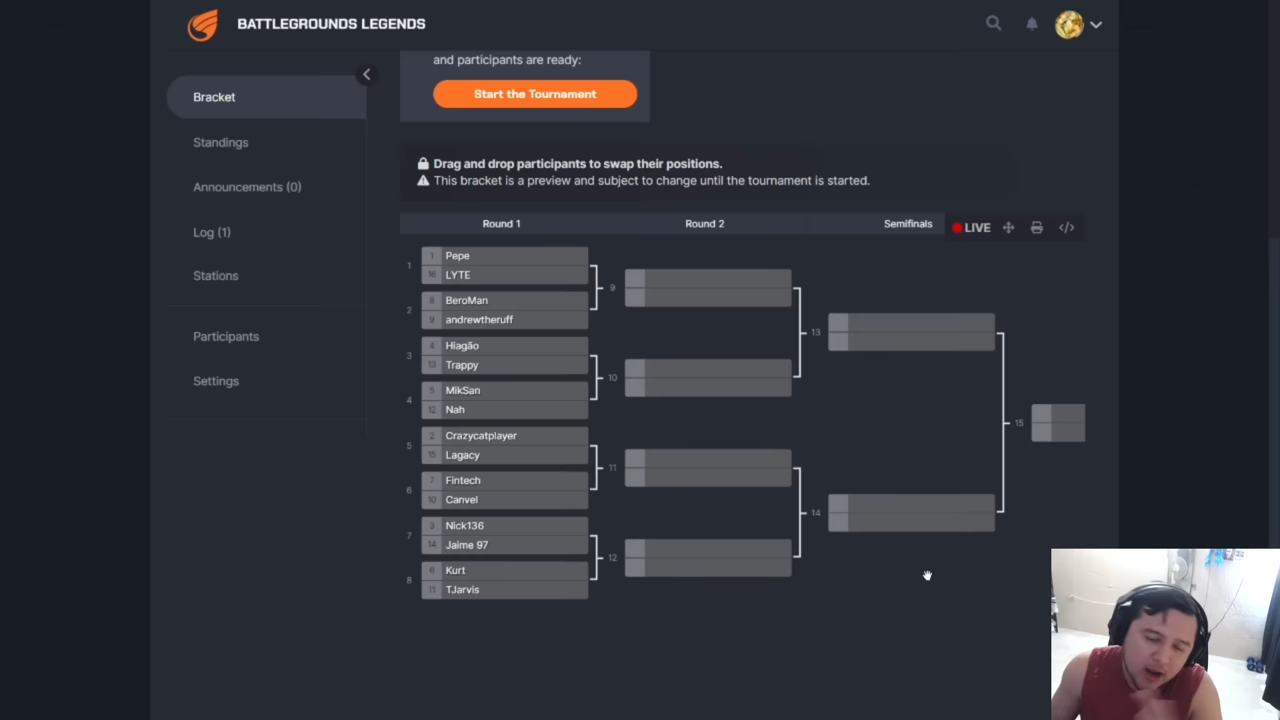 BATTLEGROUNDS LEGENDS
and participants are ready:
Start the Tournament
Bracket
Standings
Announcements (0)
Log (1)
Stations
Participants
Settings
Drag and drop participants to swap their positions.
This bracket is a preview and subject to change until the tournament is started.
Round 1
Round 2
Semifinals
LIVE
1
1 Pepe
16 LYTE
2
8 BeroMan
9 andrewtheruff
3
4 Hiagão
13 Trappy
4
5 MikSan
12 Nah
5
2 Crazycatplayer
15 Lagacy
6
7 Fintech
10 Canvel
7
3 Nick136
14 Jaime 97
8
6 Kurt
11 TJarvis
9
10
11
12
13
14
15